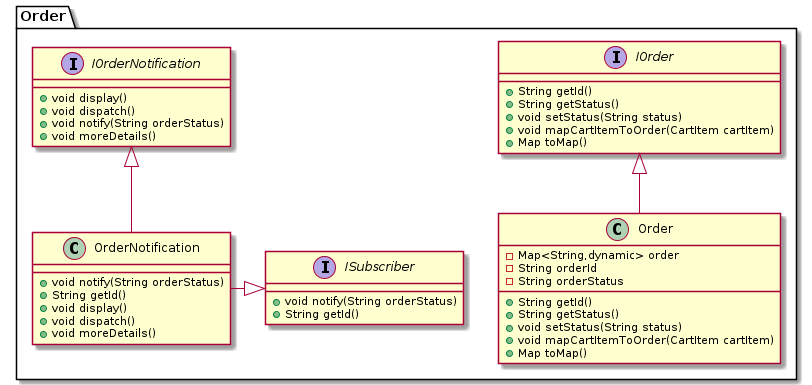 Order
I IOrderNotification
void display()
void dispatch()
void notify(String orderStatus)
void moreDetails()
I IOrder
String getId()
String getStatus()
void setStatus(String status)
void mapCartItemToOrder(CartItem cartItem)
Map toMap()
C OrderNotification
void notify(String orderStatus)
String getId()
void display()
void dispatch()
void moreDetails()
I ISubscriber
void notify(String orderStatus)
String getId()
C Order
Map<String,dynamic> order
String orderId
String orderStatus
String getId()
String getStatus()
void setStatus(String status)
void mapCartItemToOrder(CartItem cartItem)
Map toMap()